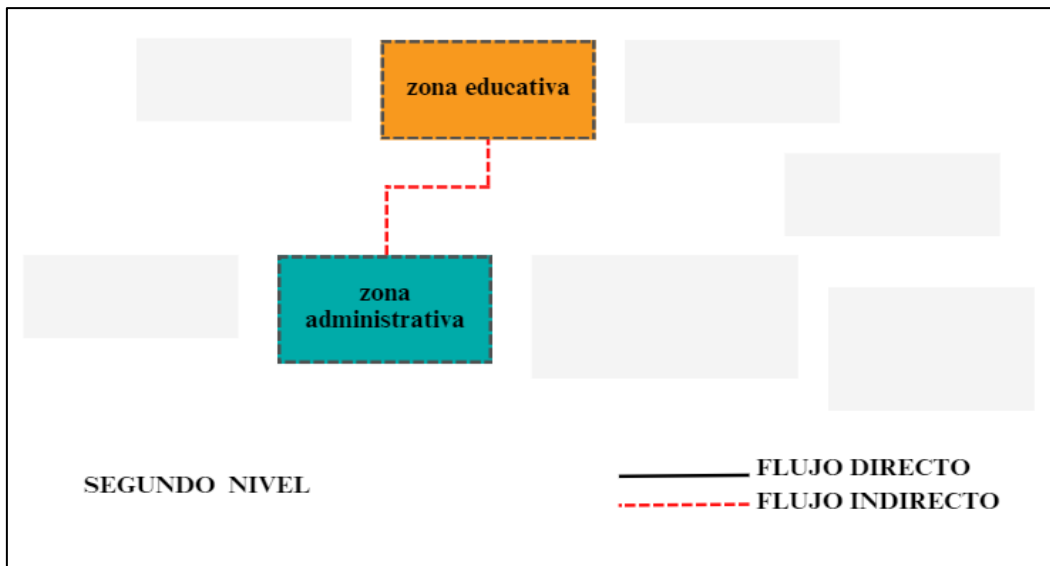 zona educativa
zona
administrativa
SEGUNDO NIVEL
FLUJO DIRECTO
FLUJO INDIRECTO